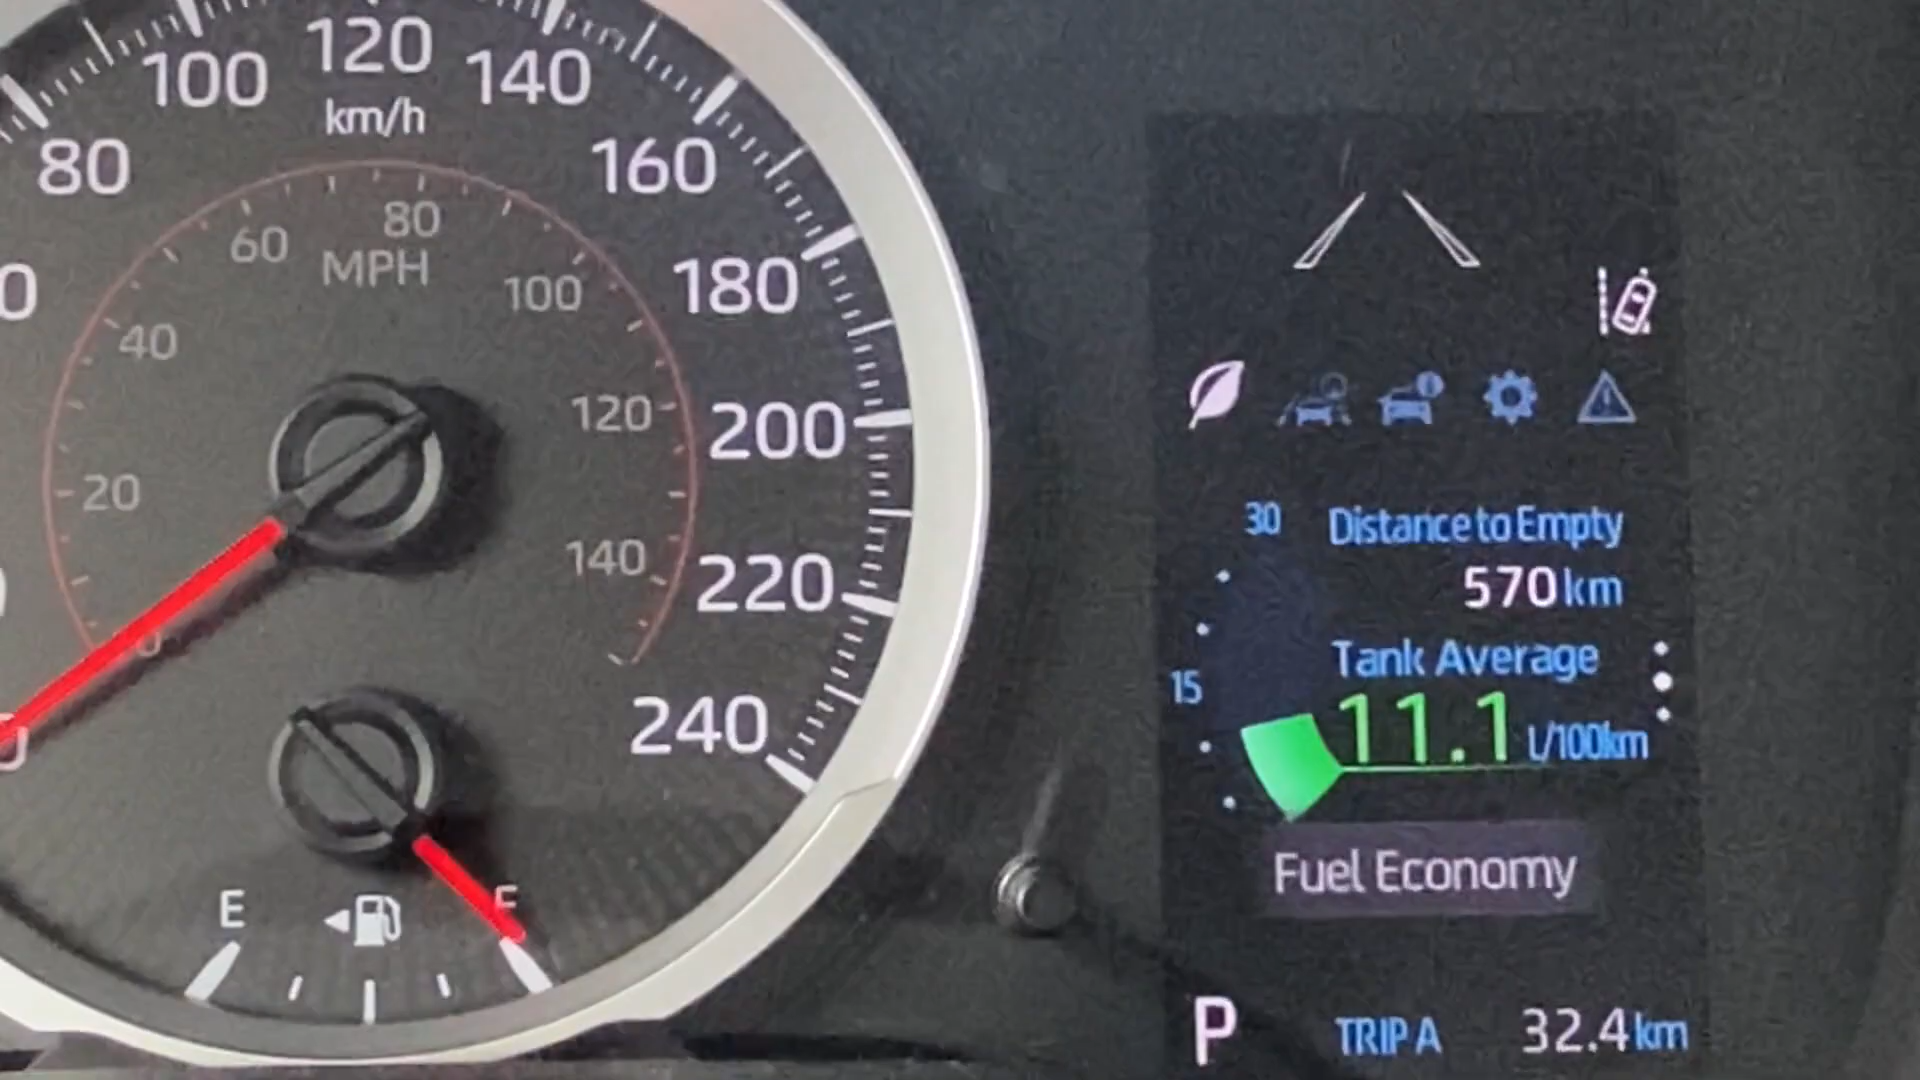 120
100
140
km/h
80
160
80
60
MPH
180
100
40
120
200
20
140
220
0
240
E
F
30
Distance to Empty
570 km
Tank Average
15
11.1 L/100km
Fuel Economy
P
TRIP A
32.4 km